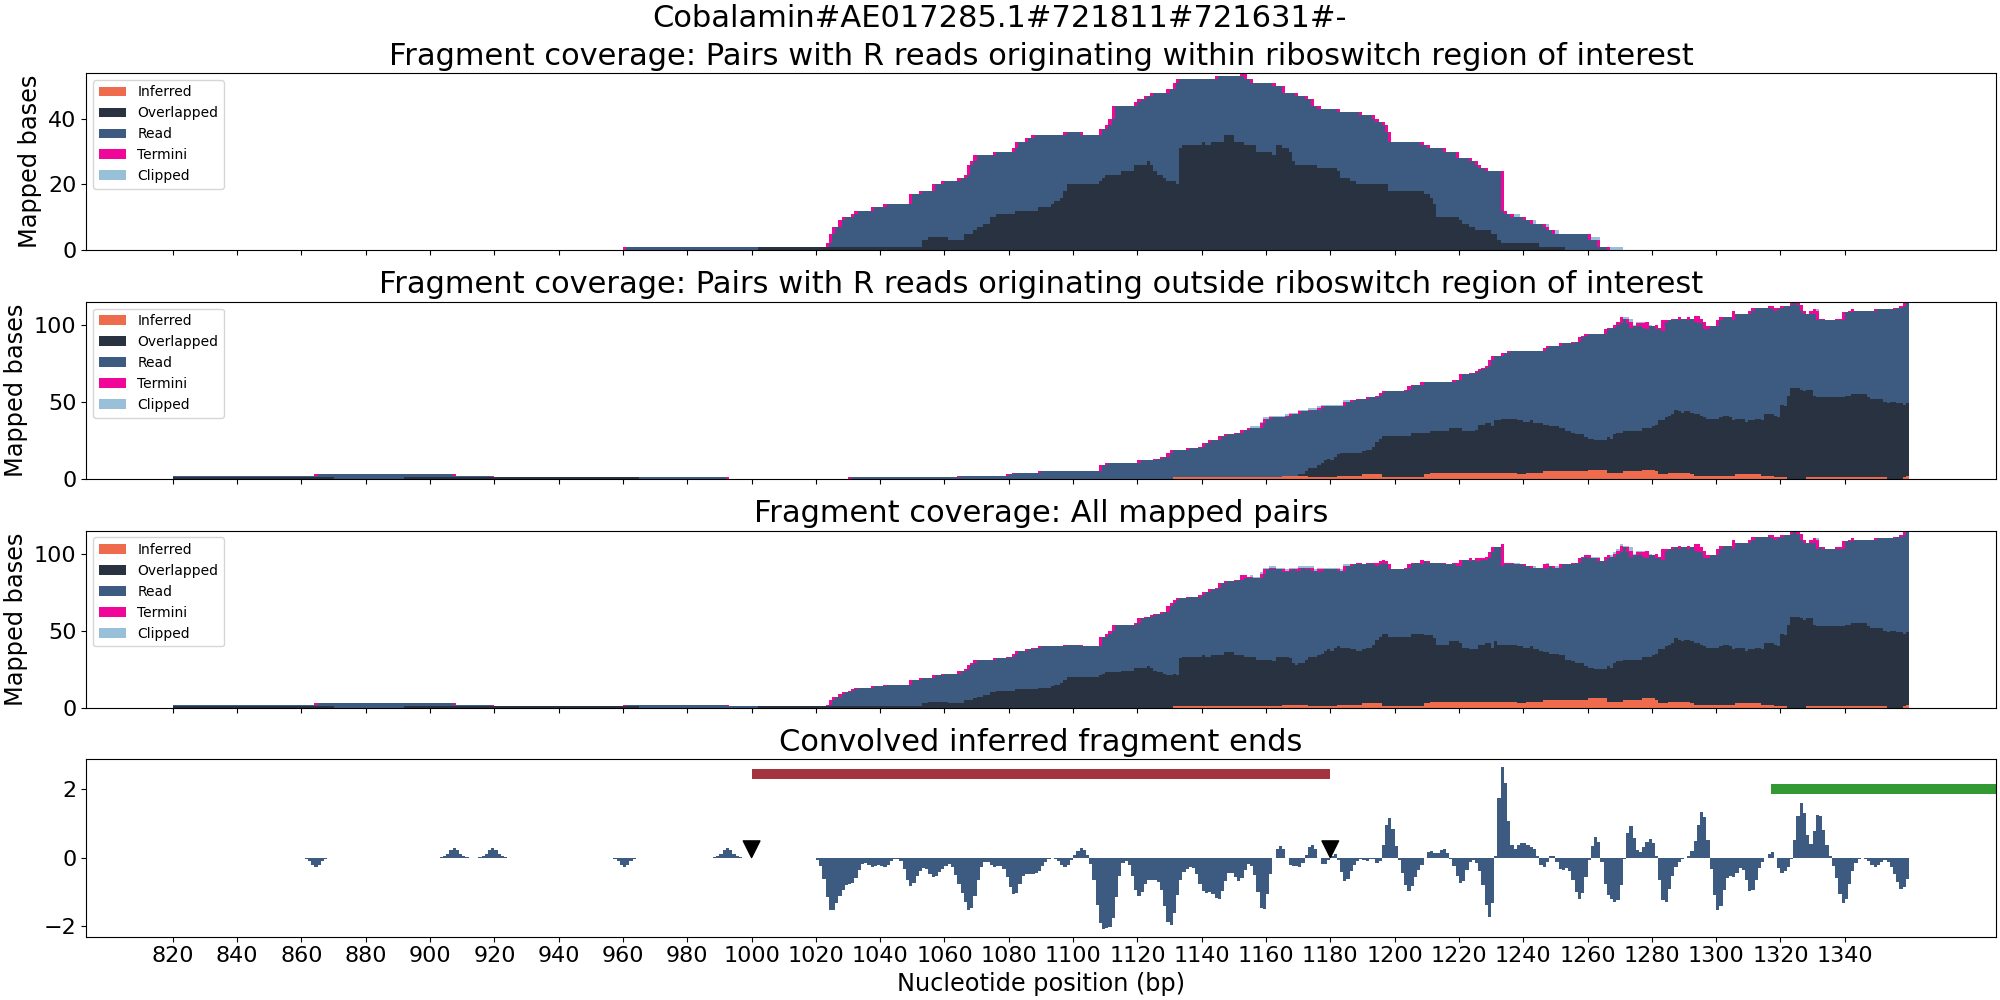 Cobalamin#AE017285.1#721811#721631#-
Fragment coverage: Pairs with R reads originating within riboswitch region of interest
Mapped bases
40
20
0
Inferred
Overlapped
Read
Termini
Clipped
Fragment coverage: Pairs with R reads originating outside riboswitch region of interest
Mapped bases
100
50
0
Inferred
Overlapped
Read
Termini
Clipped
Fragment coverage: All mapped pairs
Mapped bases
100
50
0
Inferred
Overlapped
Read
Termini
Clipped
Convolved inferred fragment ends
2
0
−2
820 840 860 880 900 920 940 960 980 1000 1020 1040 1060 1080 1100 1120 1140 1160 1180 1200 1220 1240 1260 1280 1300 1320 1340
Nucleotide position (bp)